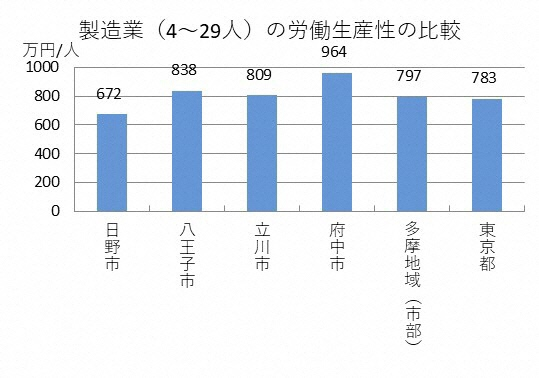 製造業（4～29人）の労働生産性の比較
万円/人
1000
800
600
400
200
0
672
838
809
964
797
783
日野市
八王子市
立川市
府中市
多摩地域（市部）
東京都